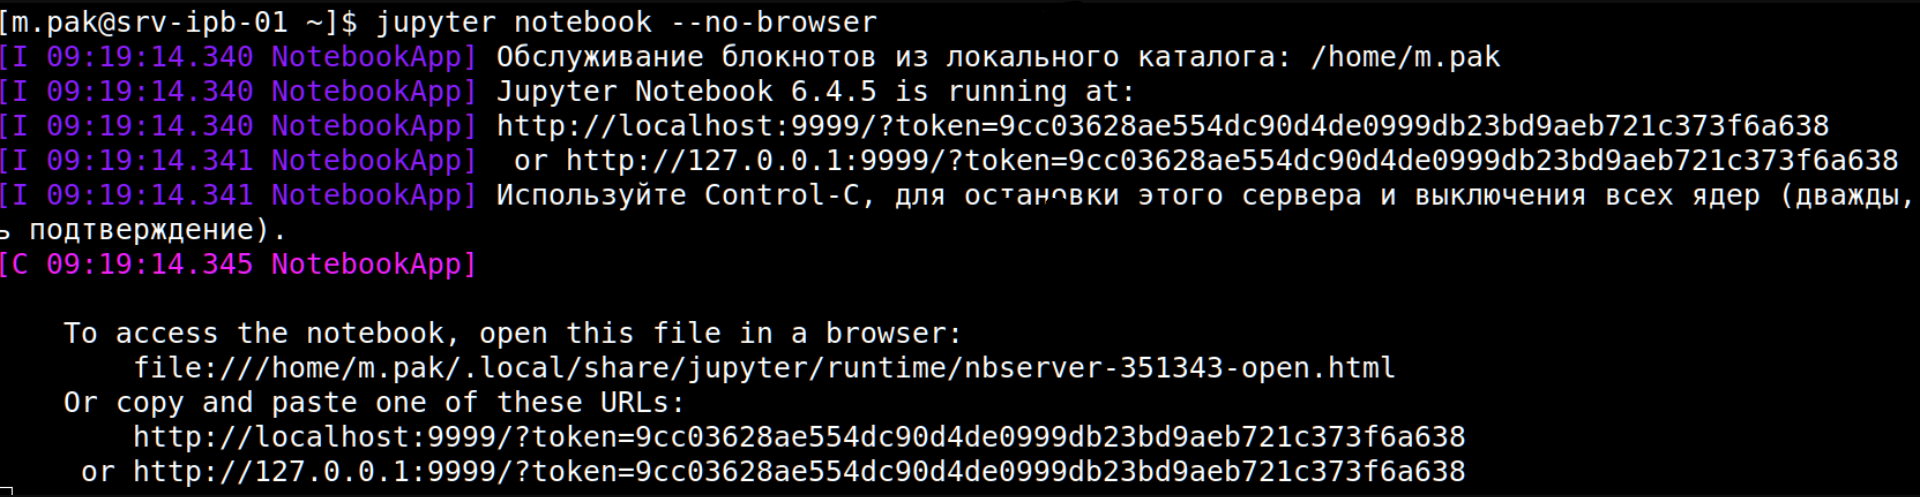 [m.pak@srv-ipb-01 ~]$ jupyter notebook --no-browser
[I 09:19:14.340 NotebookApp] Обслуживание блокнотов из локального каталога: /home/m.pak
[I 09:19:14.340 NotebookApp] Jupyter Notebook 6.4.5 is running at:
[I 09:19:14.340 NotebookApp] http://localhost:9999/?token=9cc03628ae554dc90d4de0999db23bd9aeb721c373f6a638
[I 09:19:14.341 NotebookApp]  or http://127.0.0.1:9999/?token=9cc03628ae554dc90d4de0999db23bd9aeb721c373f6a638
[I 09:19:14.341 NotebookApp] Используйте Control-C, для остановки этого сервера и выключения всех ядер (дважды,
ь подтверждение).
[C 09:19:14.345 NotebookApp]
To access the notebook, open this file in a browser:
file:///home/m.pak/.local/share/jupyter/runtime/nbserver-351343-open.html
Or copy and paste one of these URLs:
http://localhost:9999/?token=9cc03628ae554dc90d4de0999db23bd9aeb721c373f6a638
or http://127.0.0.1:9999/?token=9cc03628ae554dc90d4de0999db23bd9aeb721c373f6a638